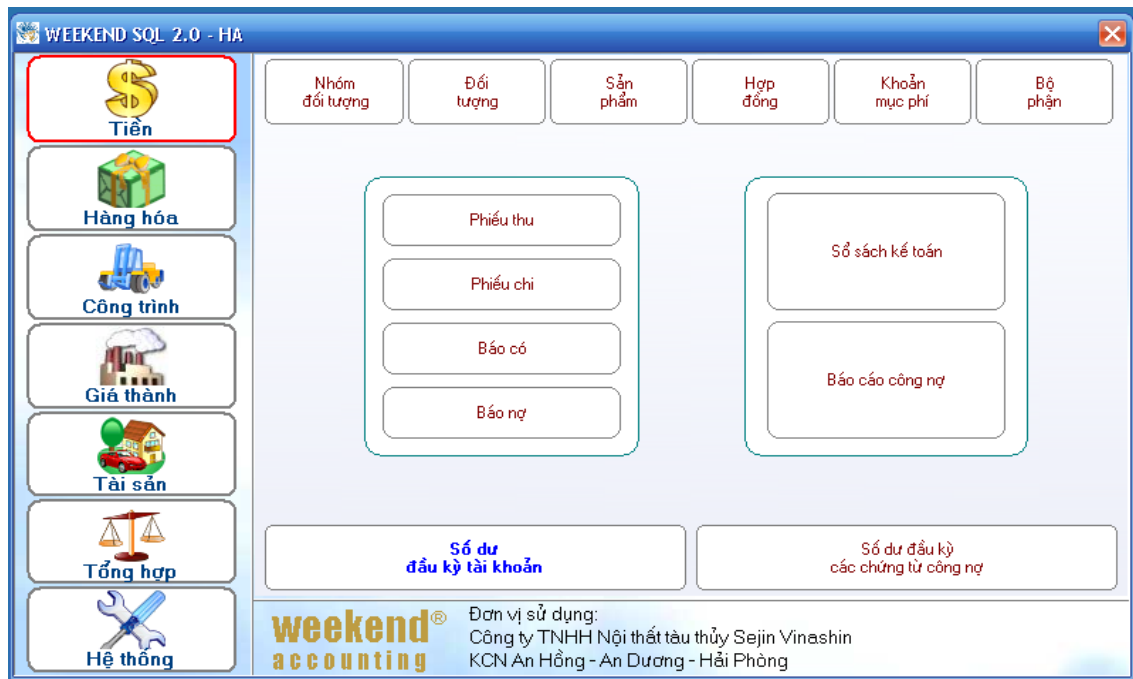 WEEKEND SQL 2.0 - HA
Tiền
Hàng hóa
Công trình
Giá thành
Tài sản
Tổng hợp
Hệ thống
Nhóm
đối tượng
Đối
tượng
Sản
phẩm
Hợp
đồng
Khoản
mục phí
Bộ
phận
Phiếu thu
Phiếu chi
Báo có
Báo nợ
Sổ sách kế toán
Báo cáo công nợ
Số dư
đầu kỳ tài khoản
Số dư đầu kỳ
các chứng từ công nợ
weekend®
accounting
Đơn vị sử dụng:
Công ty TNHH Nội thất tàu thủy Sejin Vinashin
KCN An Hồng - An Dương - Hải Phòng